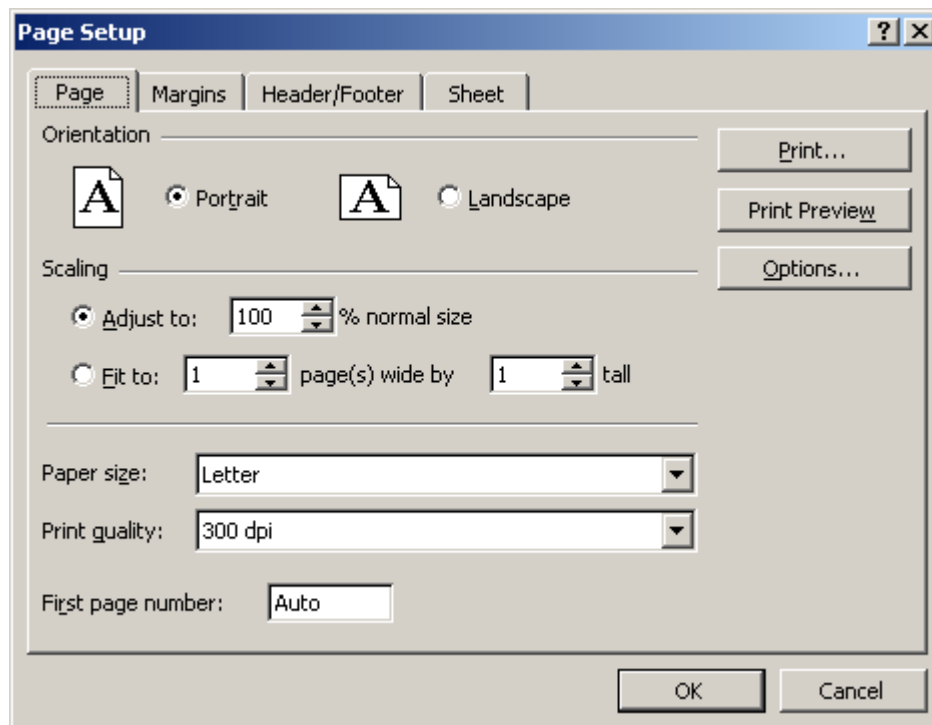 Page Setup
Page Margins Header/Footer Sheet
Orientation
Print...
A Portrait A Landscape
Print Preview
Scaling
Options...
Adjust to: 100 % normal size
Fit to: 1 page(s) wide by 1 tall
Paper size: Letter
Print quality: 300 dpi
First page number: Auto
OK Cancel